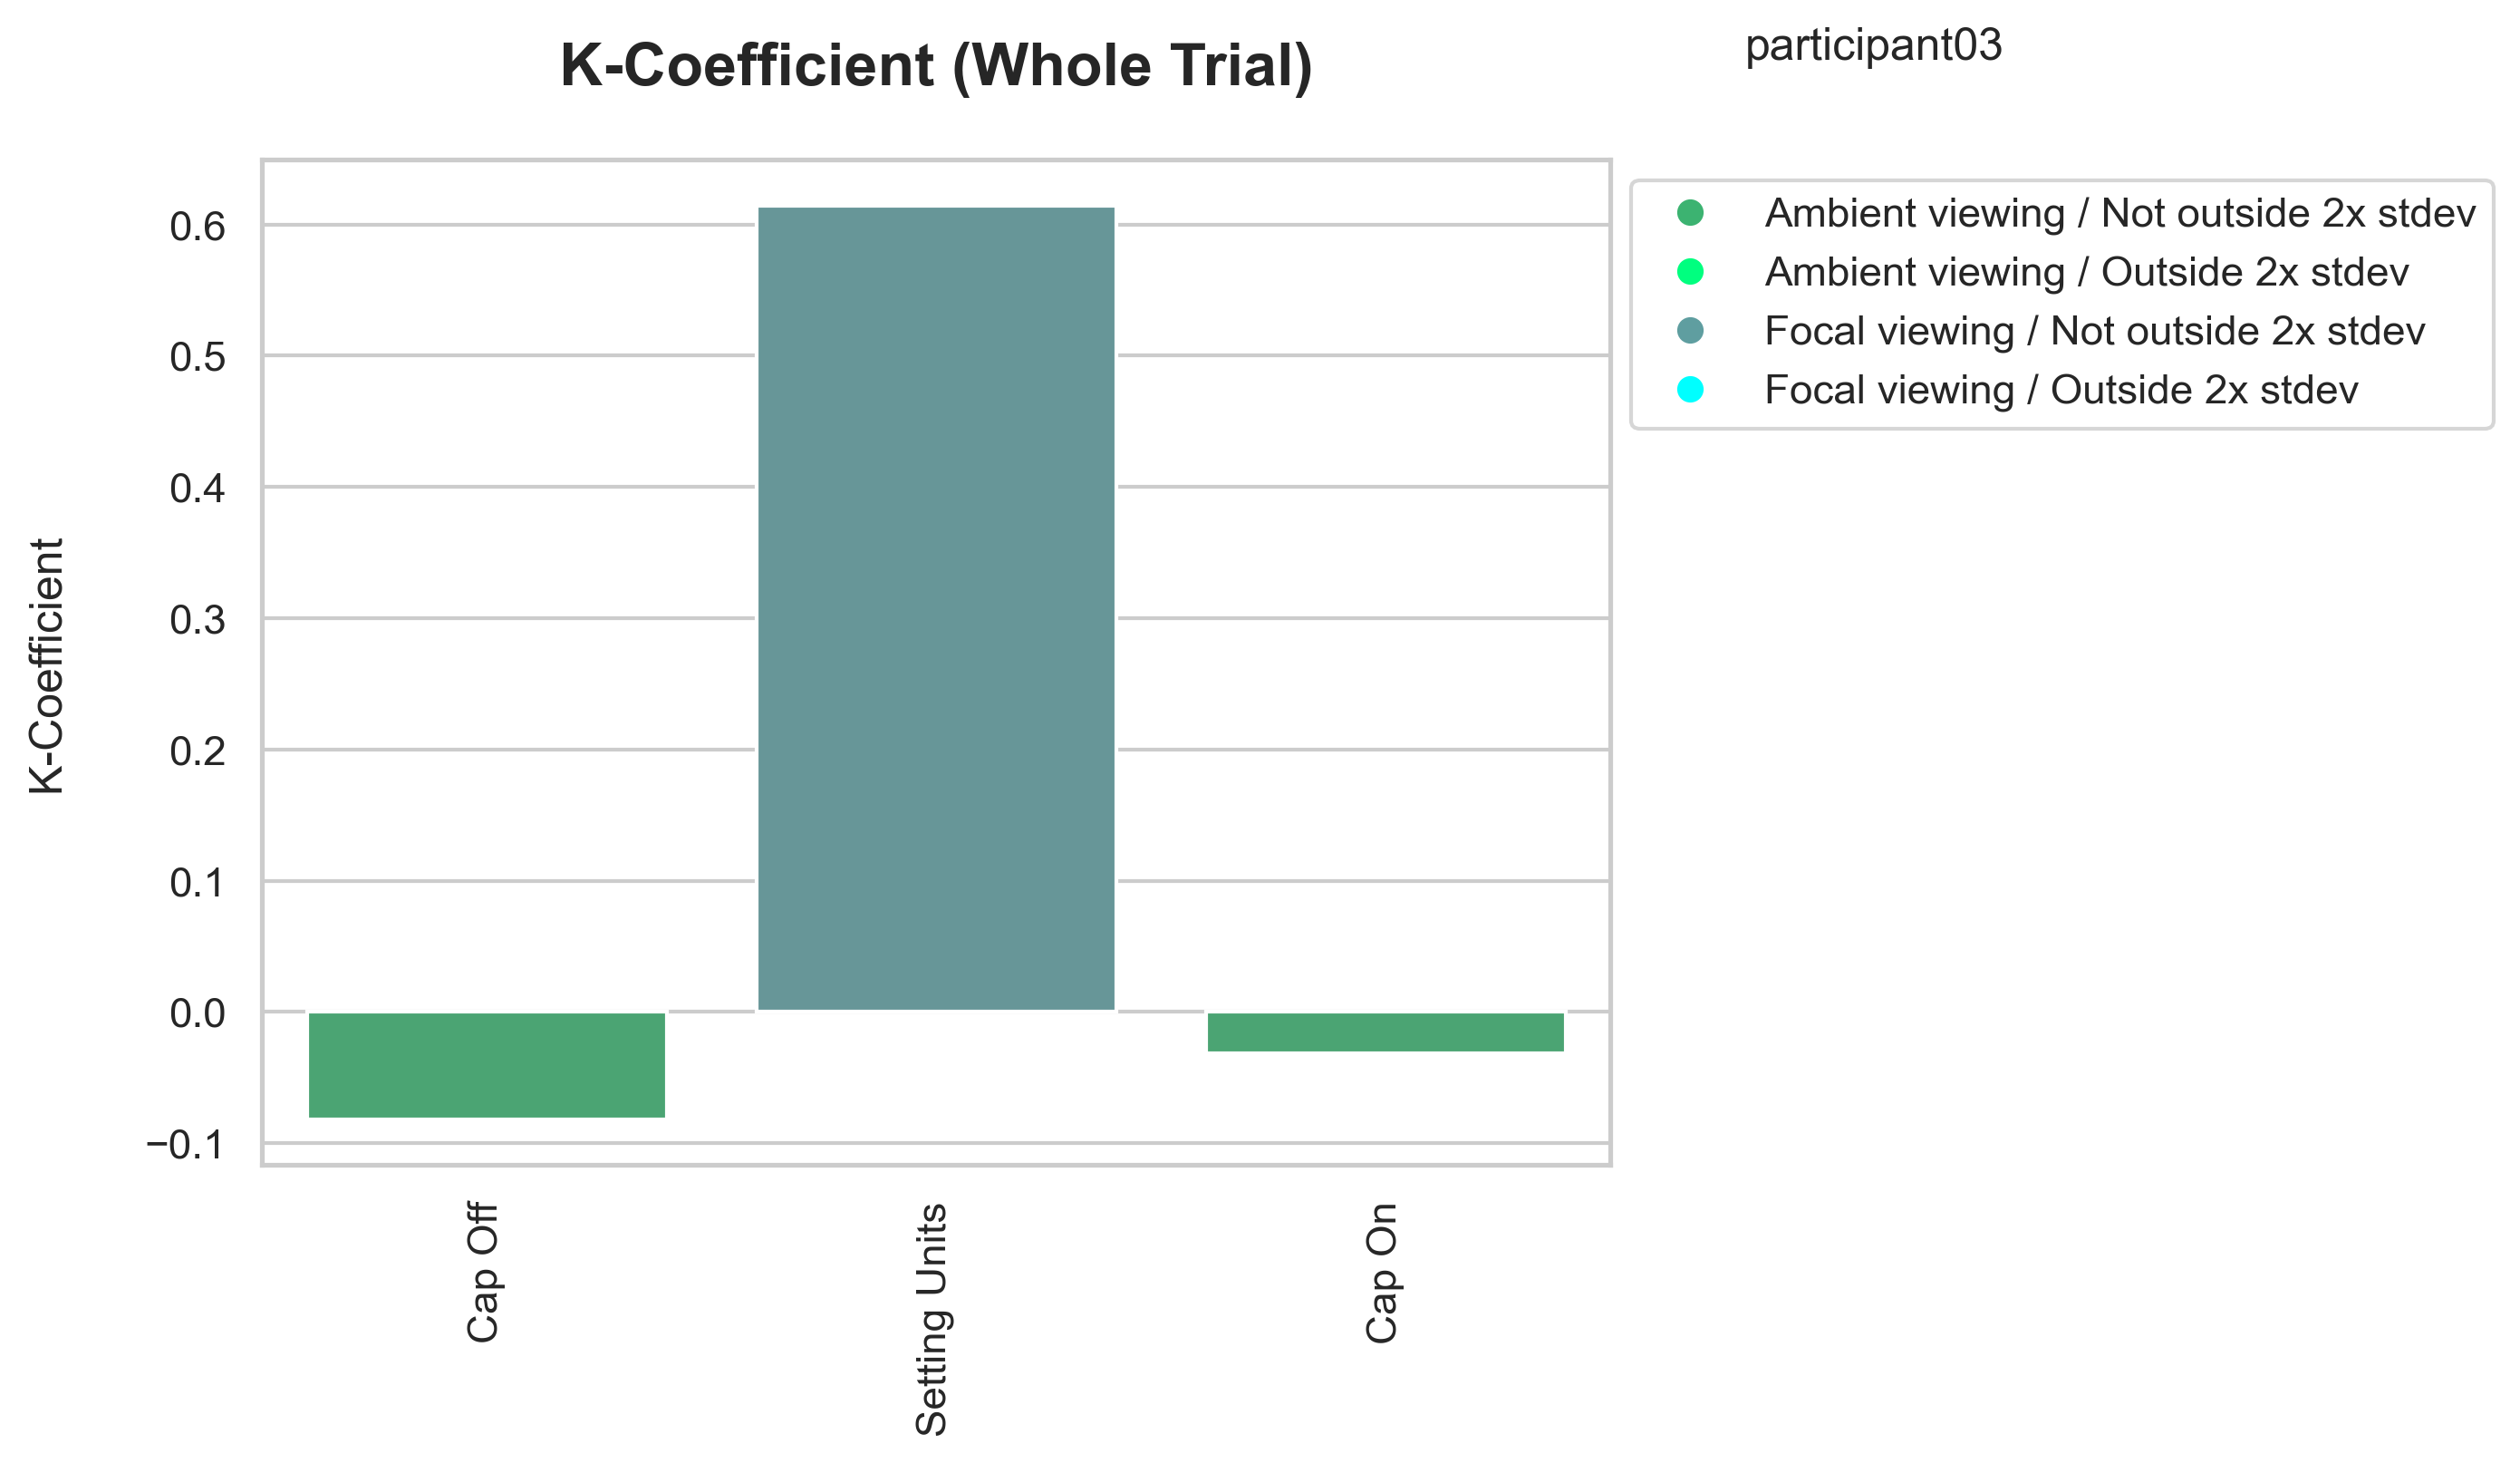 K-Coefficient (Whole Trial)
participant03
Ambient viewing / Not outside 2x stdev
Ambient viewing / Outside 2x stdev
Focal viewing / Not outside 2x stdev
Focal viewing / Outside 2x stdev
K-Coefficient
0.6
0.5
0.4
0.3
0.2
0.1
0.0
−0.1
Cap Off
Setting Units
Cap On